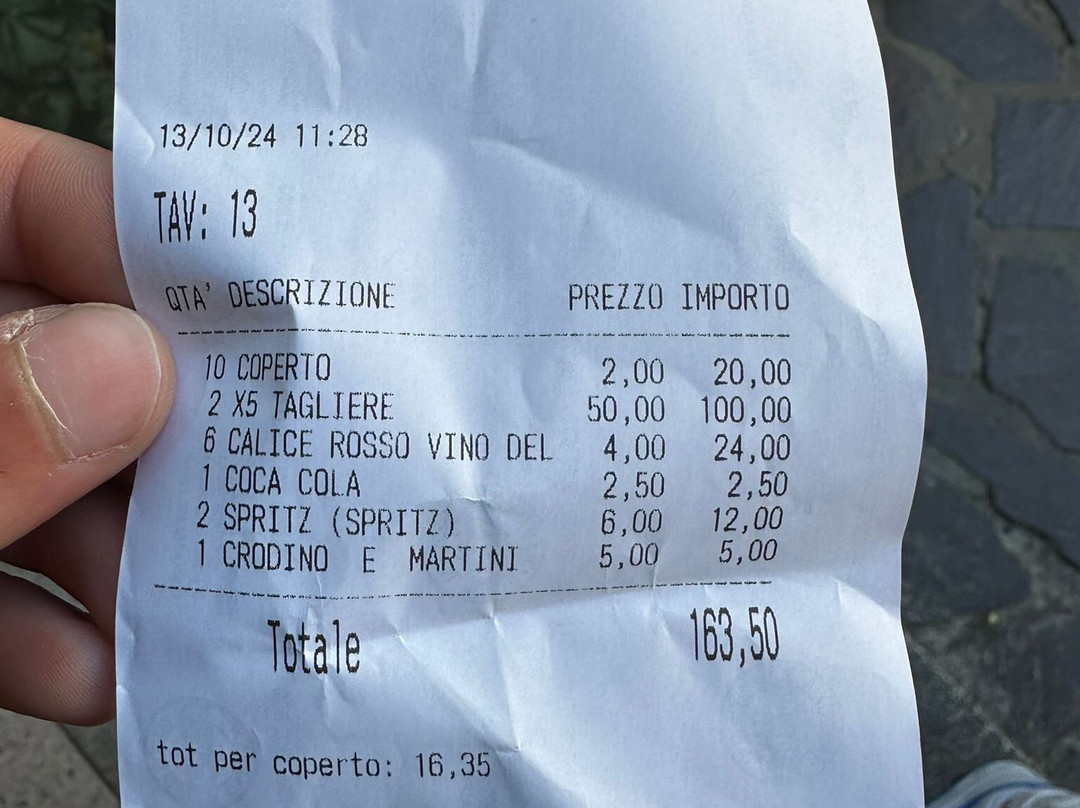 13/10/24 11:28
TAV: 13
QTA' DESCRIZIONE PREZZO IMPORTO
10 COPERTO 2,00 20,00
2 X5 TAGLIERE 50,00 100,00
6 CALICE ROSSO VINO DEL 4,00 24,00
1 COCA COLA 2,50 2,50
2 SPRITZ (SPRITZ) 6,00 12,00
1 CRODINO E MARTINI 5,00 5,00
Totale 163,50
tot per coperto: 16,35